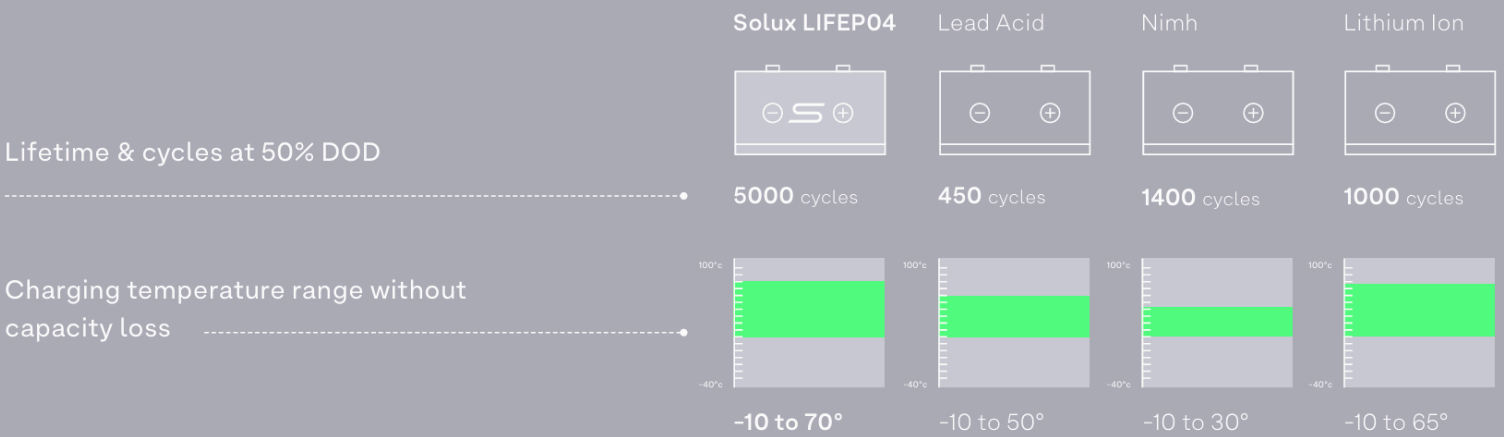 Solux LIFEP04 Lead Acid Nimh Lithium Ion
Lifetime & cycles at 50% DOD
5000 cycles 450 cycles 1400 cycles 1000 cycles
100°c 100°c 100°c 100°c
Charging temperature range without
capacity loss
-40°c -40°c -40°c -40°c
-10 to 70° -10 to 50° -10 to 30° -10 to 65°